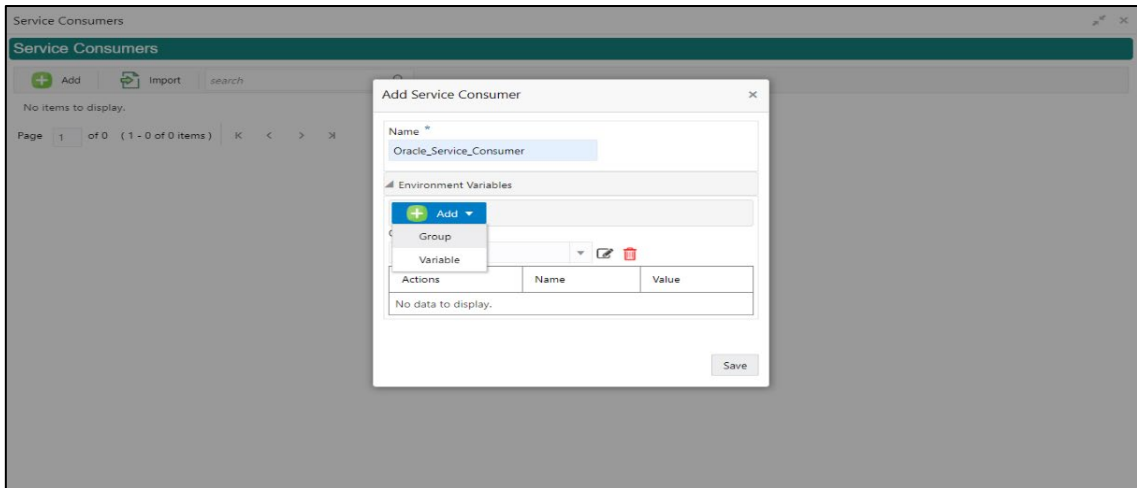 Service Consumers
Service Consumers
Add Import search
No items to display.
Page 1 of 0 (1 - 0 of 0 items)
Add Service Consumer
Name *
Oracle_Service_Consumer
Environment Variables
Add
Group
Variable
Actions Name Value
No data to display.
Save